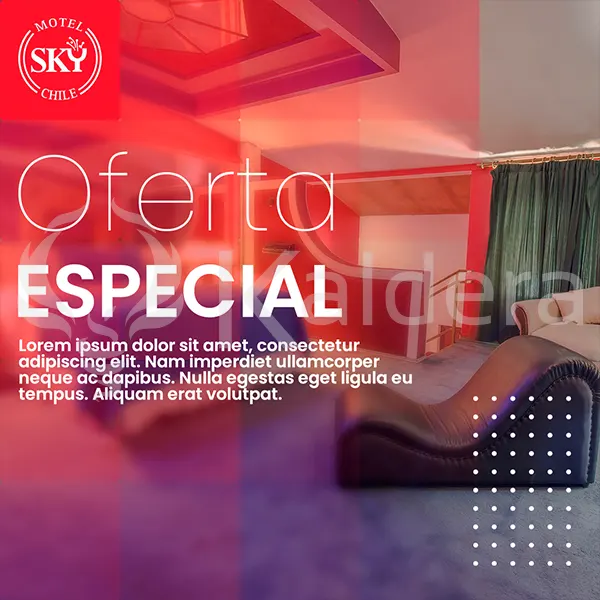 MOTEL
SKY
CHILE
Oferta
ESPECIAL
iKaldera
Lorem ipsum dolor sit amet, consectetur
adipiscing elit. Nam imperdiet ullamcorper
neque ac dapibus. Nulla egestas eget ligula eu
tempus. Aliquam erat volutpat.